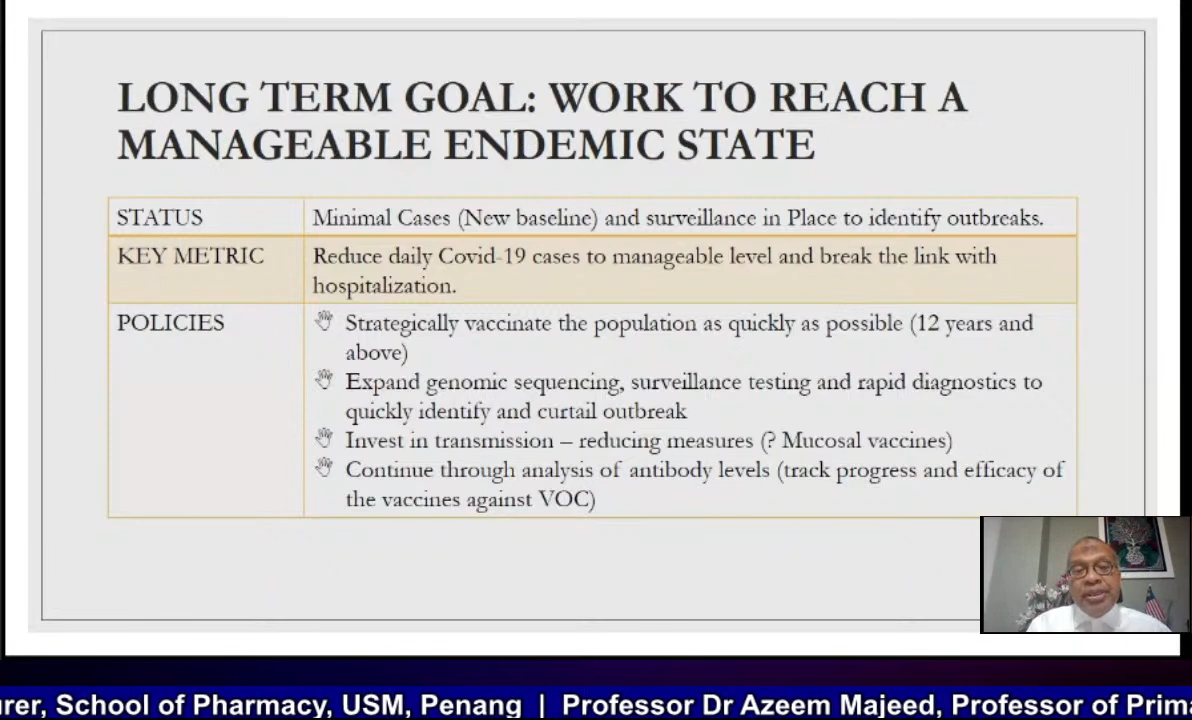 LONG TERM GOAL: WORK TO REACH A
MANAGEABLE ENDEMIC STATE
STATUS
Minimal Cases (New baseline) and surveillance in Place to identify outbreaks.
KEY METRIC
Reduce daily Covid-19 cases to manageable level and break the link with
hospitalization.
POLICIES
Strategically vaccinate the population as quickly as possible (12 years and
above)
Expand genomic sequencing, surveillance testing and rapid diagnostics to
quickly identify and curtail outbreak
Invest in transmission – reducing measures (? Mucosal vaccines)
Continue through analysis of antibody levels (track progress and efficacy of
the vaccines against VOC)
urer, School of Pharmacy, USM, Penang | Professor Dr Azeem Majeed, Professor of Prima